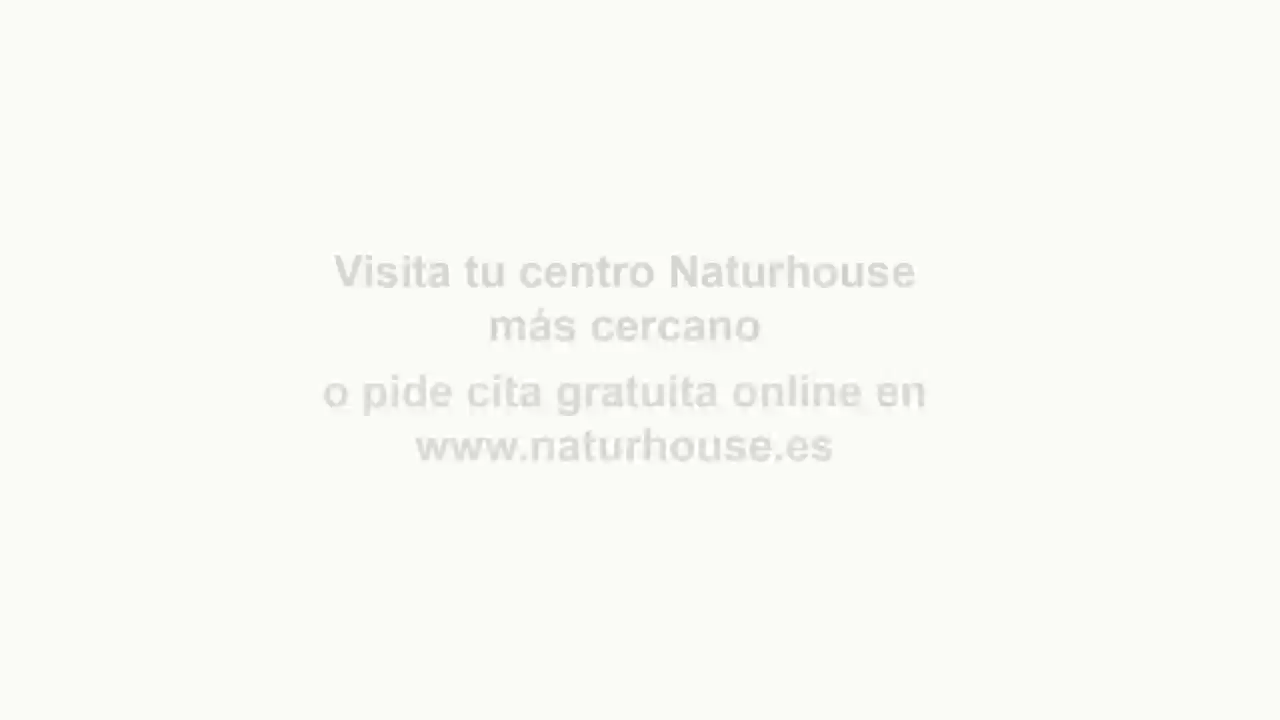 Visita tu centro Naturhouse
más cercano
o pide cita gratuita online en
www.naturhouse.es